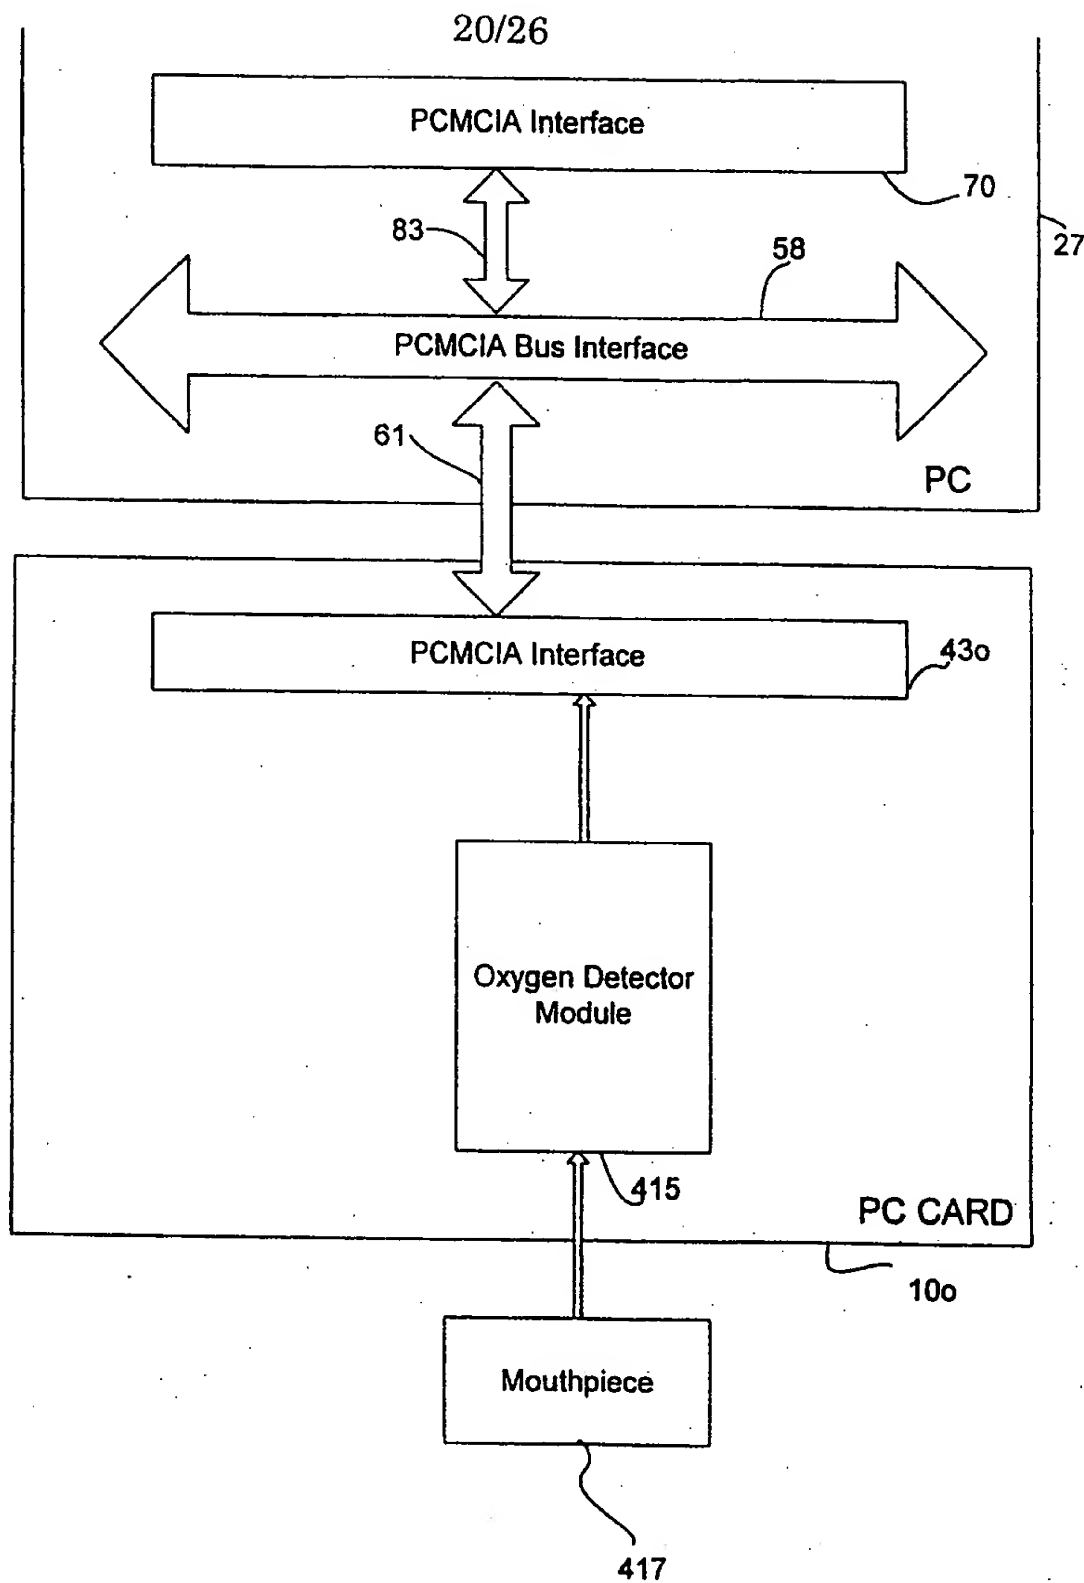 20/26
PCMCIA Interface
70
83
27
58
PCMCIA Bus Interface
61
PC
PCMCIA Interface
43o
Oxygen Detector
Module
415
PC CARD
10o
Mouthpiece
417